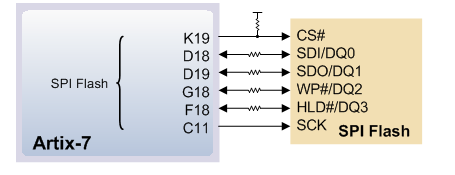 K19 CS#
D18 SDI/DQ0
D19 SDO/DQ1
SPI Flash G18 WP#/DQ2
F18 HLD#/DQ3
C11 SCK
Artix-7 SPI Flash